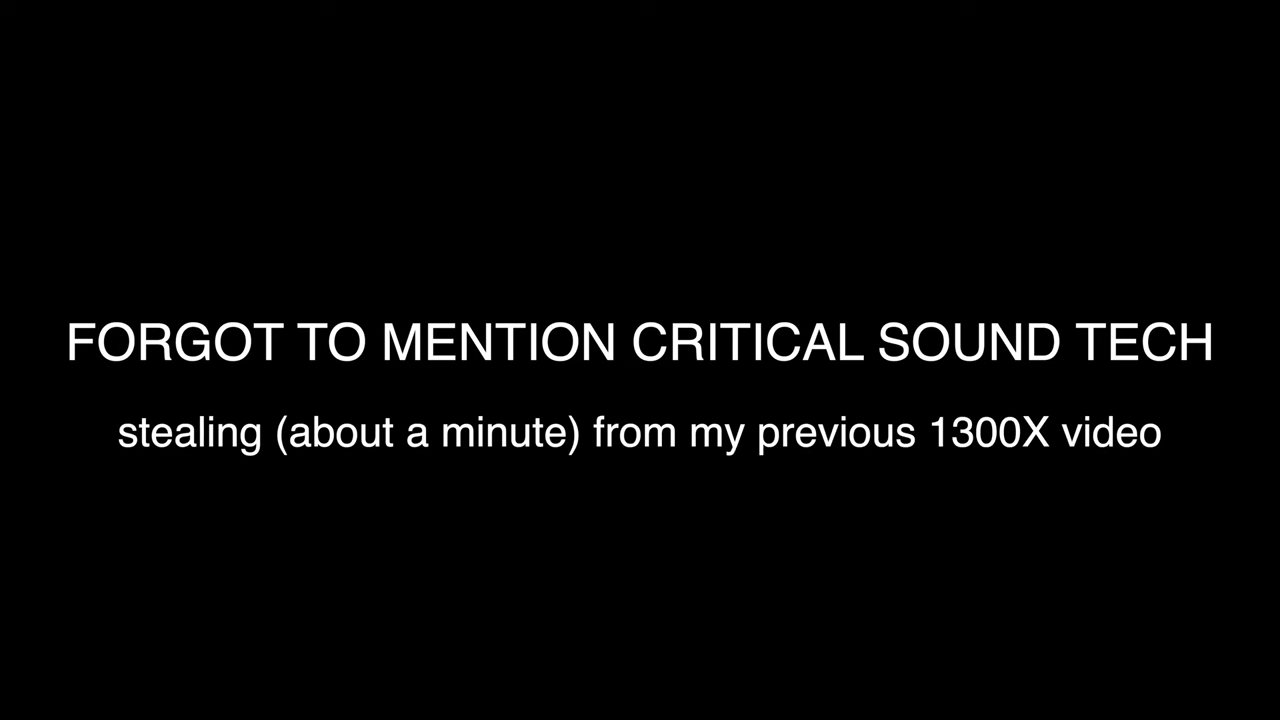 FORGOT TO MENTION CRITICAL SOUND TECH
stealing (about a minute) from my previous 1300X video